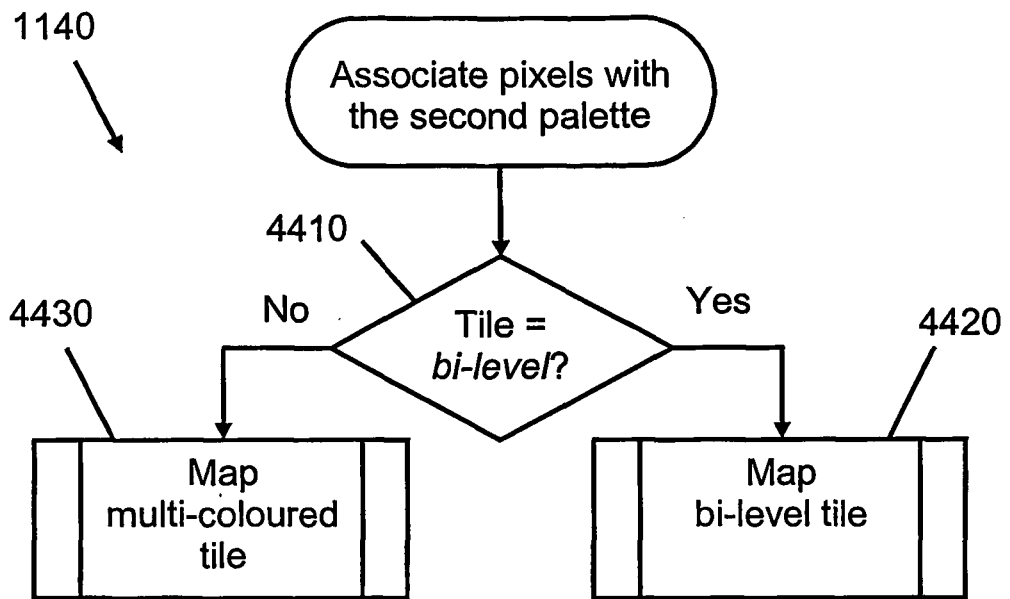 1140
Associate pixels with
the second palette
4410
No
Yes
4430
Tile =
bi-level?
4420
Map
multi-coloured
tile
Map
bi-level tile